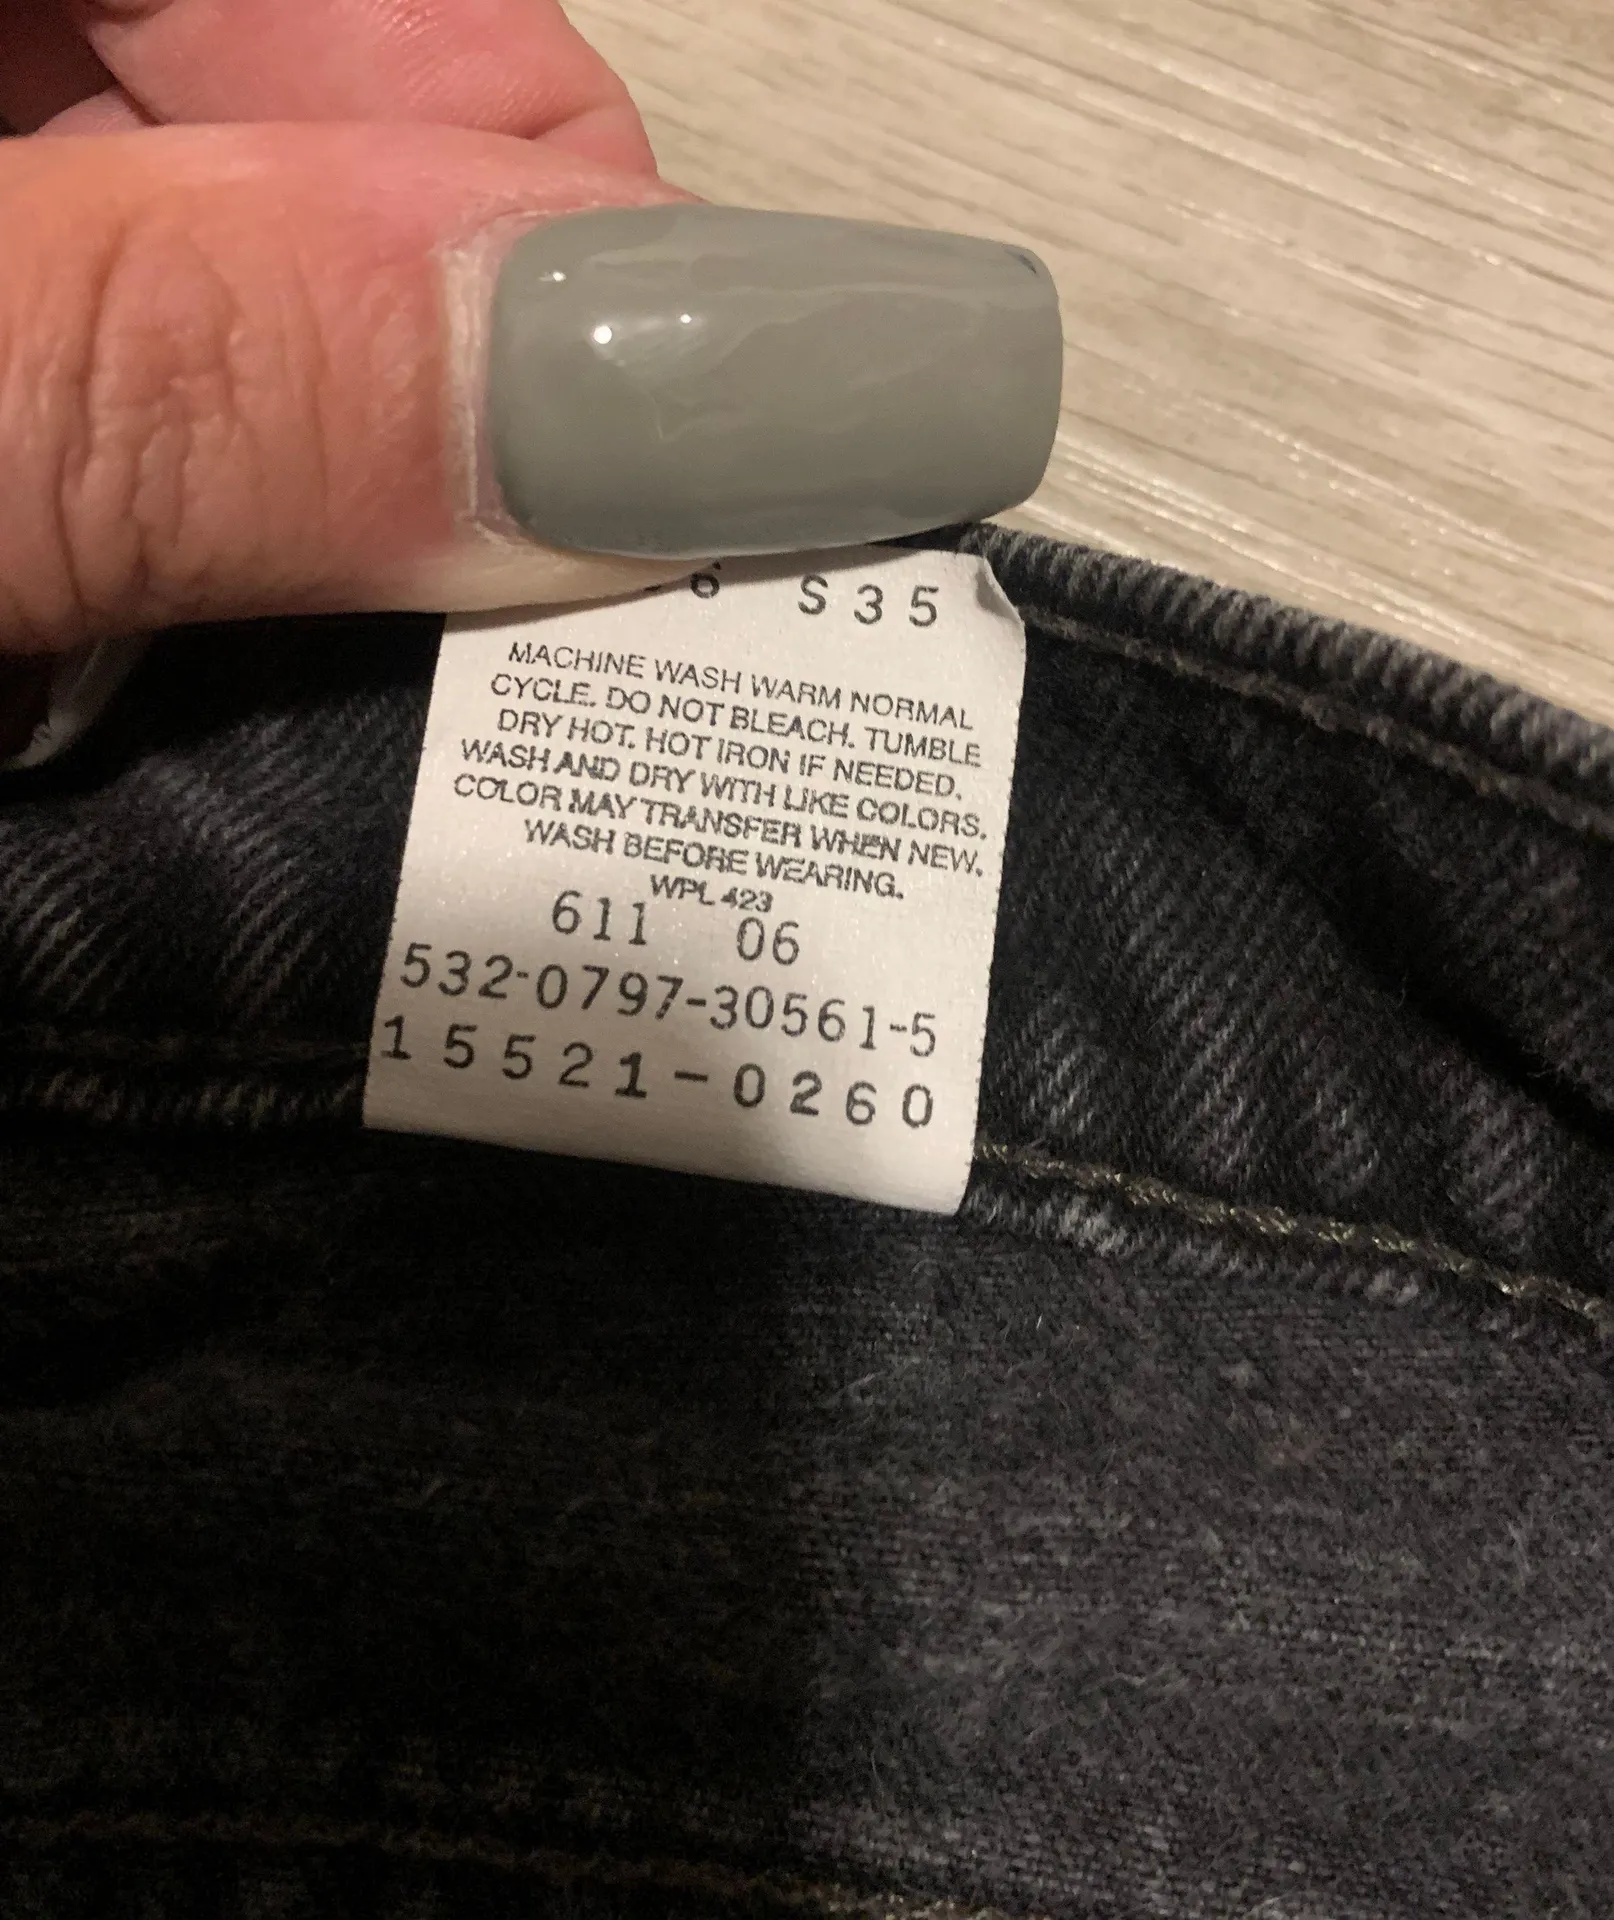 6 S35
MACHINE WASH WARM NORMAL
CYCLE. DO NOT BLEACH. TUMBLE
DRY HOT. HOT IRON IF NEEDED.
WASH AND DRY WITH LIKE COLORS.
COLOR MAY TRANSFER WHEN NEW.
WASH BEFORE WEARING.
WPL 423
611 06
532-0797-30561-5
15521-0260